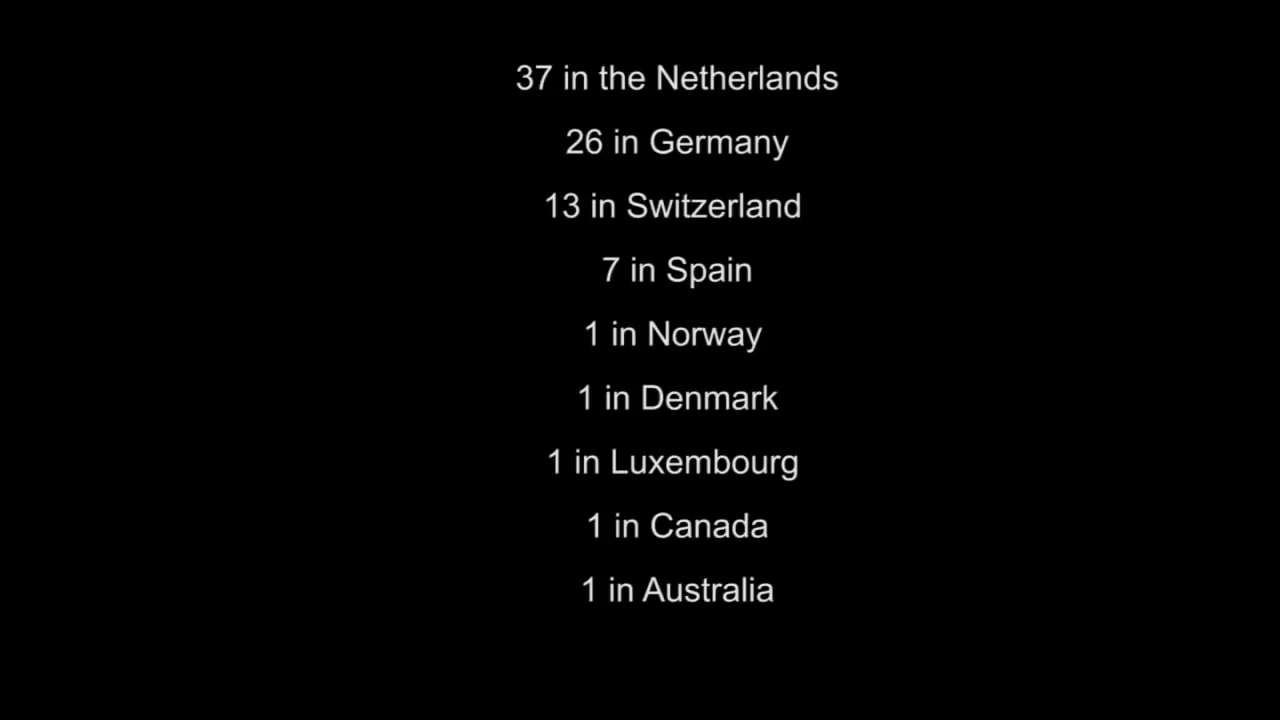 37 in the Netherlands
26 in Germany
13 in Switzerland
7 in Spain
1 in Norway
1 in Denmark
1 in Luxembourg
1 in Canada
1 in Australia